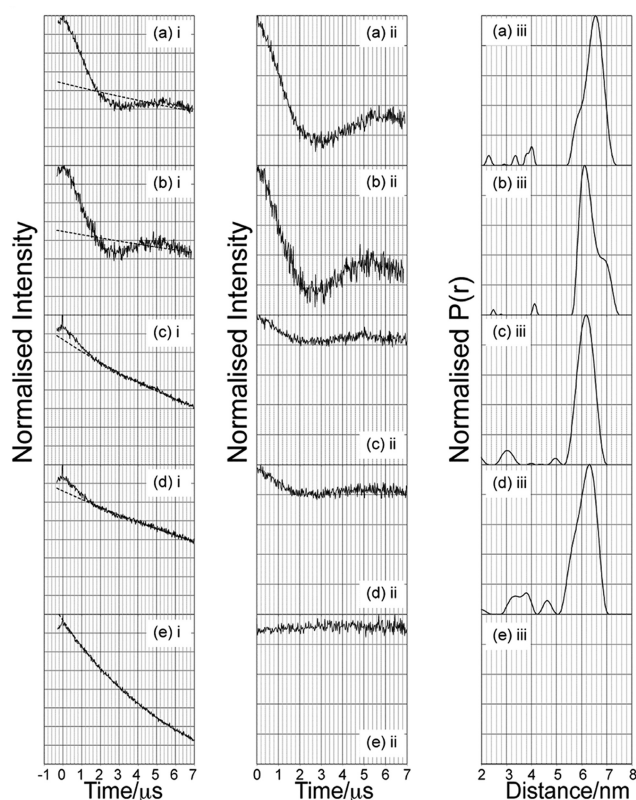 (a) i
(a) ii
(a) iii
(b) i
(b) ii
(b) iii
(c) i
(c) iii
(c) ii
(d) i
(d) iii
(d) ii
(e) i
(e) iii
(e) ii
Normalised Intensity
Normalised Intensity
Normalised P(r)
-1 0 1 2 3 4 5 6 7
0 1 2 3 4 5 6 7
2 3 4 5 6 7 8
Time/µs
Time/µs
Distance/nm